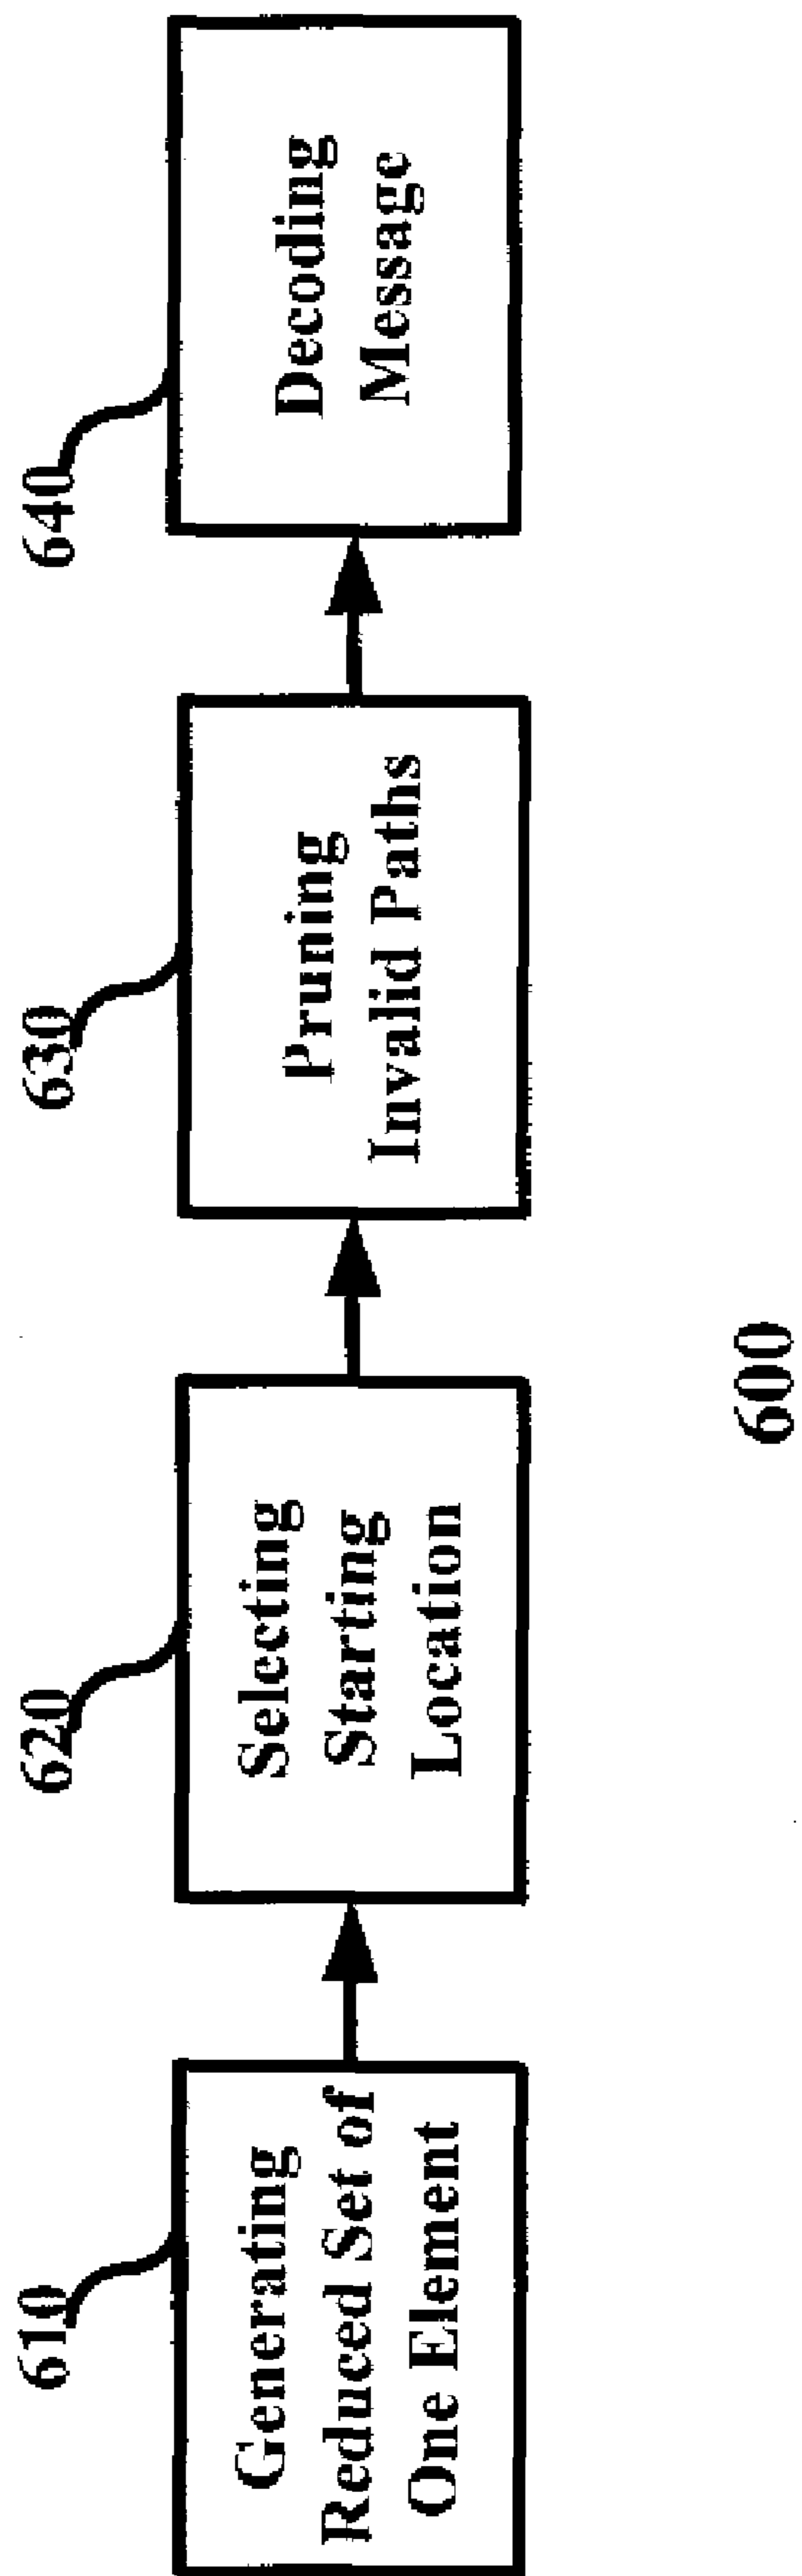 610
Generating
Reduced Set of
One Element
620
Selecting
Starting
Location
630
Pruning
Invalid Paths
640
Decoding
Message
600